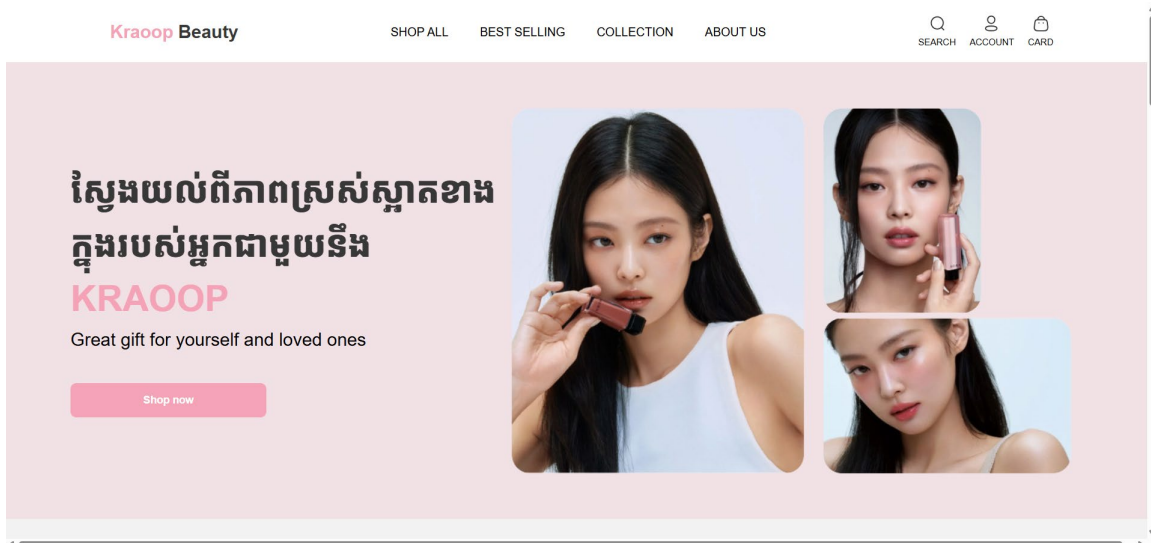 Kraoop Beauty
SHOP ALL
BEST SELLING
COLLECTION
ABOUT US
SEARCH
ACCOUNT
CARD
ស្វែងយល់ពីភាពស្រស់ស្អាតខាង
ក្នុងរបស់អ្នកជាមួយនឹង
KRAOOP
Great gift for yourself and loved ones
Shop now